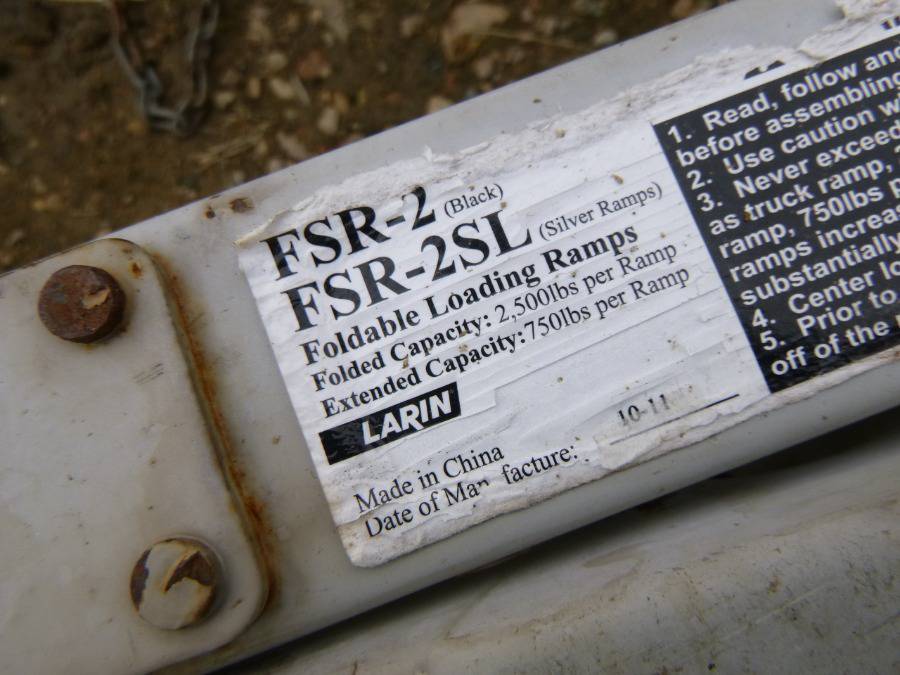 FSR-2 (Black)
FSR-2SL (Silver Ramps)
Foldable Loading Ramps
Folded Capacity: 2,500lbs per Ramp
Extended Capacity: 750lbs per Ramp
LARIN
Made in China
Date of Man facture: 10-11
1. Read, follow and
before assembling
2. Use caution
3. Never exceed
as truck ramp,
ramp, 750lbs
ramps increas
substantially
4. Center
5. Prior to
off of the